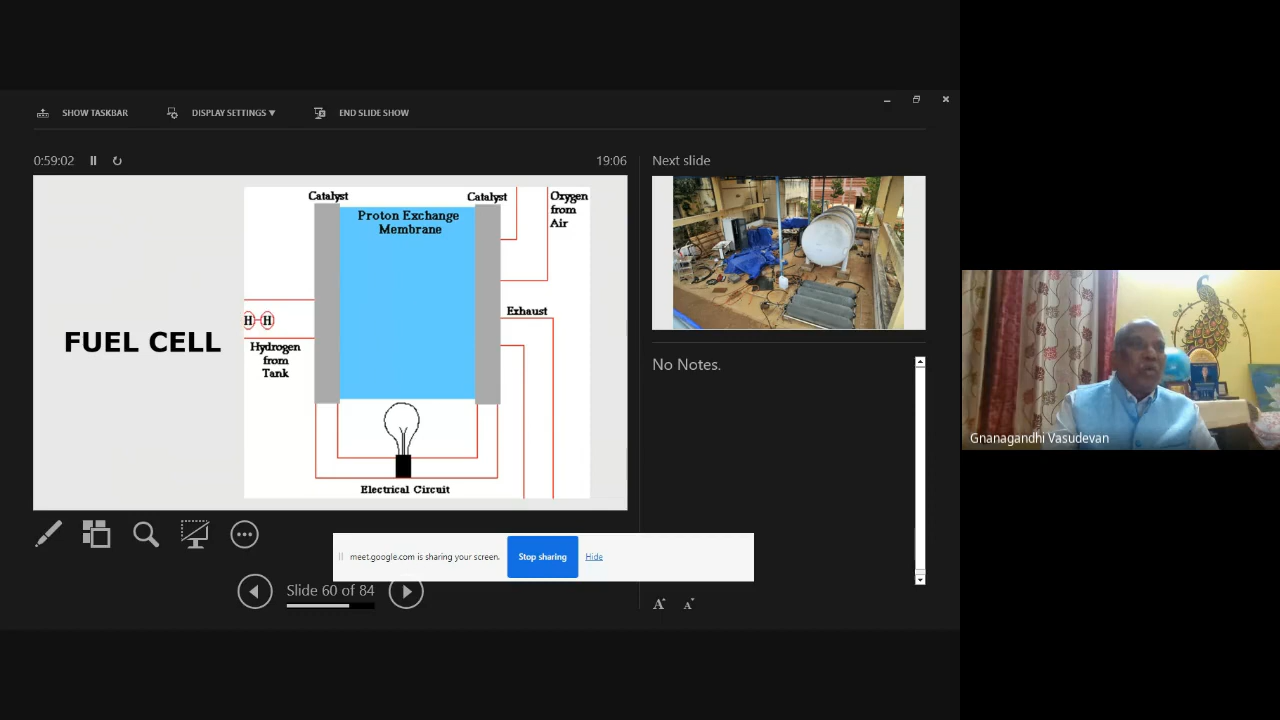 SHOW TASKBAR
DISPLAY SETTINGS ▼
END SLIDE SHOW
0:59:02
19:06
Next slide
Catalyst
Catalyst
Oxygen
from
Air
Proton Exchange
Membrane
Exhaust
H H
FUEL CELL
Hydrogen
from
Tank
Electrical Circuit
No Notes.
Gnanagandhi Vasudevan
meet.google.com is sharing your screen.
Stop sharing
Hide
Slide 60 of 84
A A